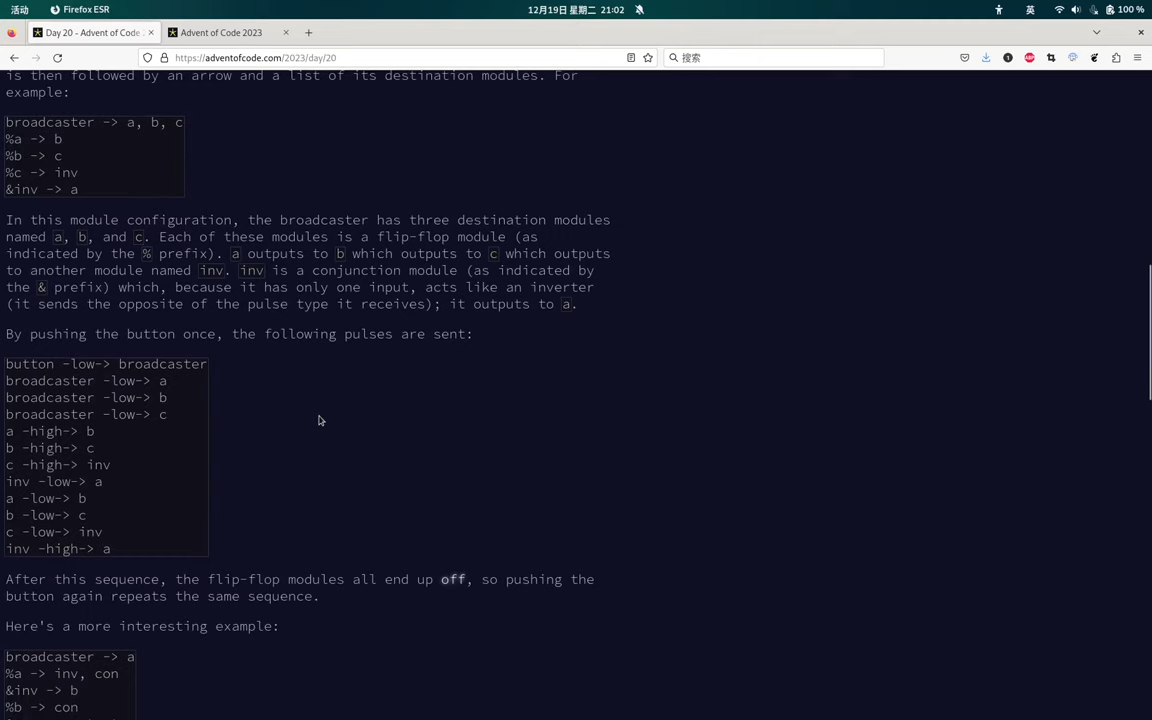 活动
Firefox ESR
12月19日 星期二 21:02
英
100 %
Day 20 - Advent of Code
Advent of Code 2023
https://adventofcode.com/2023/day/20
搜索
is then followed by an arrow and a list of its destination modules. For
example:
broadcaster -> a, b, c
%a -> b
%b -> c
%c -> inv
&inv -> a
In this module configuration, the broadcaster has three destination modules
named a, b, and c. Each of these modules is a flip-flop module (as
indicated by the % prefix). a outputs to b which outputs to c which outputs
to another module named inv. inv is a conjunction module (as indicated by
the & prefix) which, because it has only one input, acts like an inverter
(it sends the opposite of the pulse type it receives); it outputs to a.
By pushing the button once, the following pulses are sent:
button -low-> broadcaster
broadcaster -low-> a
broadcaster -low-> b
broadcaster -low-> c
a -high-> b
b -high-> c
c -high-> inv
inv -low-> a
a -low-> b
b -low-> c
c -low-> inv
inv -high-> a
After this sequence, the flip-flop modules all end up off, so pushing the
button again repeats the same sequence.
Here's a more interesting example:
broadcaster -> a
%a -> inv, con
&inv -> b
%b -> con